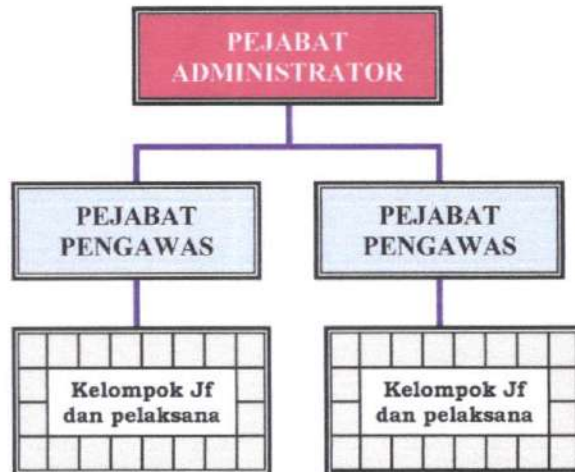 PEJABAT
ADMINISTRATOR
PEJABAT
PENGAWAS
PEJABAT
PENGAWAS
Kelompok Jf
dan pelaksana
Kelompok Jf
dan pelaksana